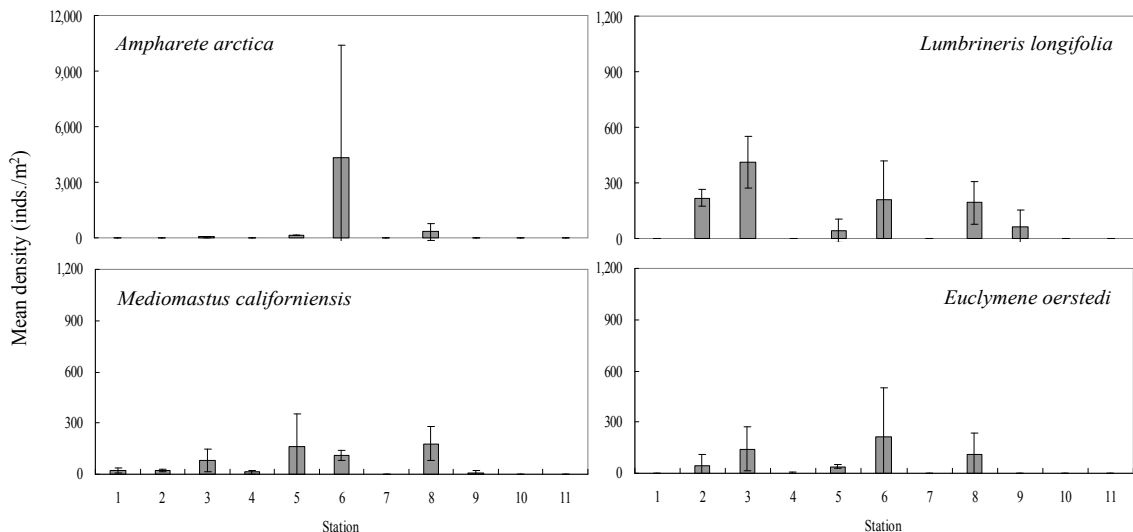 Mean density (inds./m²)
12,000
9,000
6,000
3,000
0
Ampharete arctica
1,200
900
600
300
0
Lumbrineris longifolia
1,200
900
600
300
0
Mediomastus californiensis
1 2 3 4 5 6 7 8 9 10 11
Station
1,200
900
600
300
0
Euclymene oerstedi
1 2 3 4 5 6 7 8 9 10 11
Station